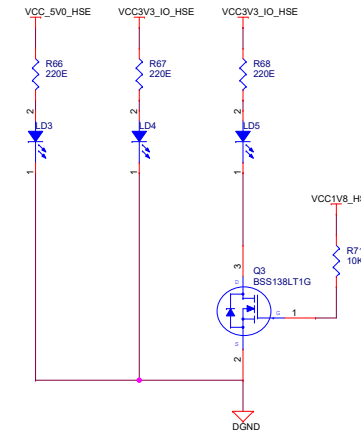 VCC_5V0_HSE VCC3V3_IO_HSE VCC3V3_IO_HSE
R66 R67 R68
220E 220E 220E
2 2 2
LD3 LD4 LD5
1 1 1
VCC1V8_HS
R71
10K
3
Q3
BSS138LT1G
D
G
1
S
2
DGND